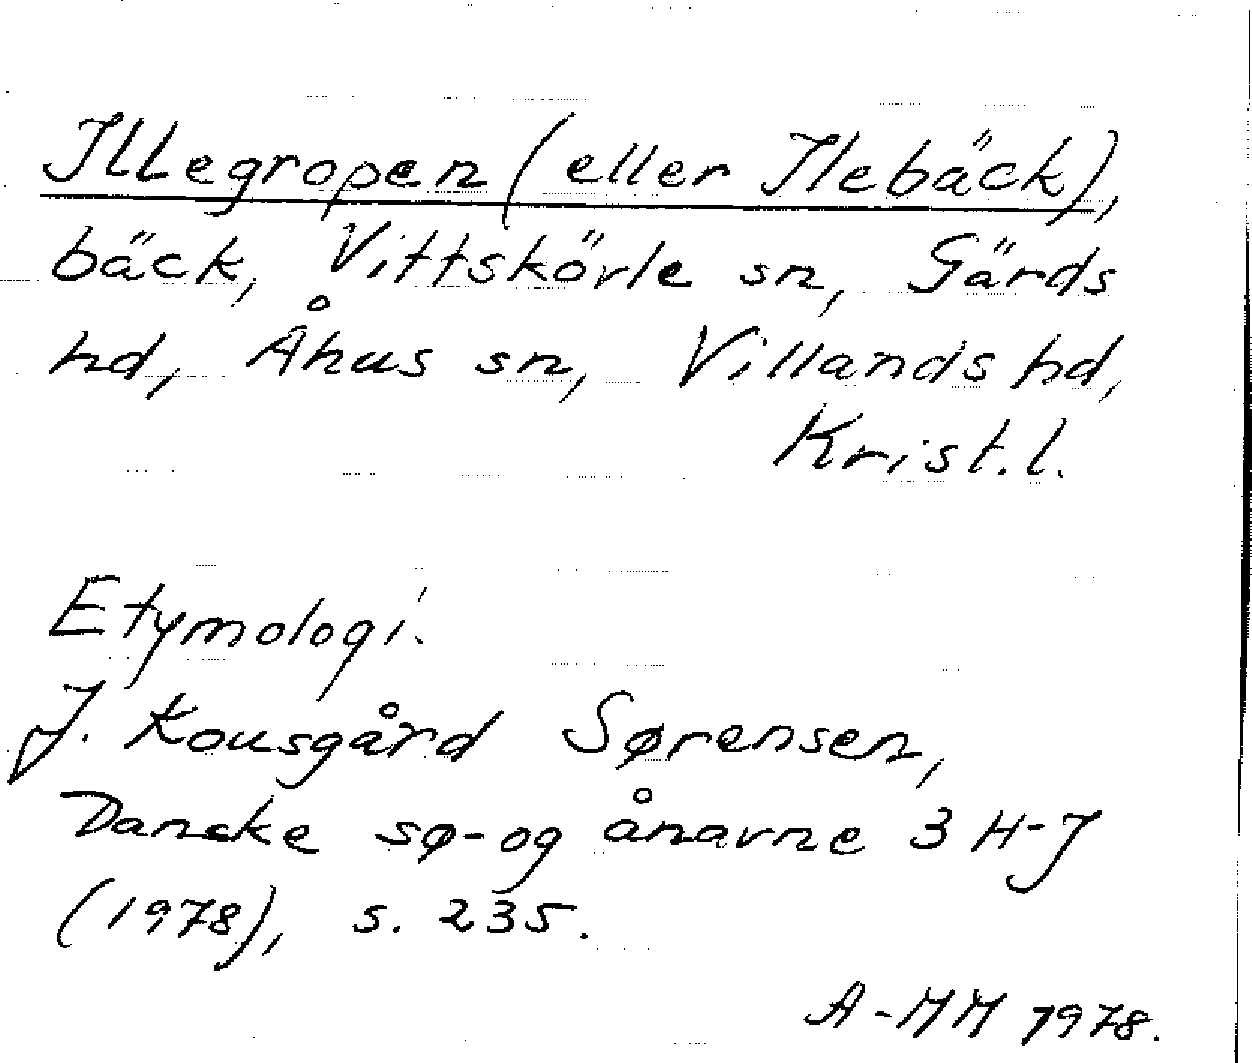 Illegropen (eller Ilebäck),
bäck, Vittskövle sn, Gärds
hd, Åhus sn, Villands hd,
Krist.l.
Etymologi.
J. Kousgård Sørensen,
Danske sø- og ånavne 3 H-J
(1978), s. 235.
A-MM 1978.